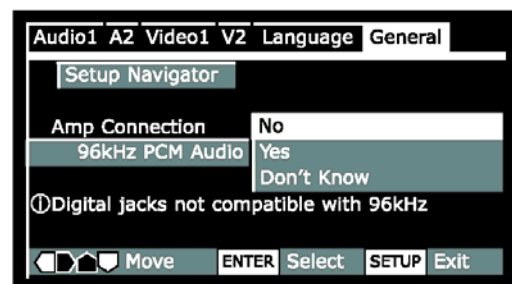 Audio1 A2 Video1 V2 Language General
Setup Navigator
Amp Connection No
96kHz PCM Audio Yes
Don't Know
ⓘDigital jacks not compatible with 96kHz
Move ENTER Select SETUP Exit